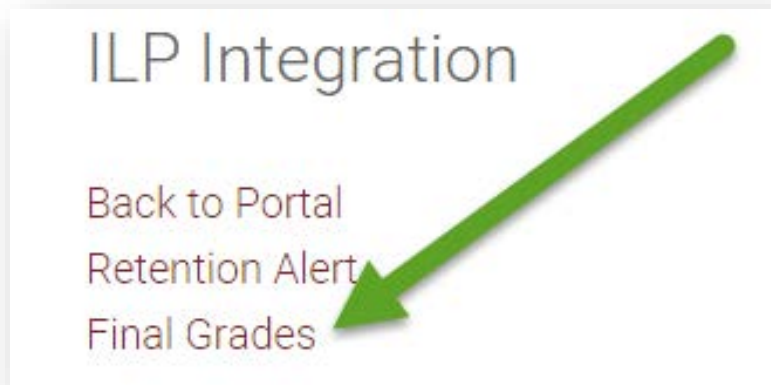 ILP Integration
Back to Portal
Retention Alert
Final Grades